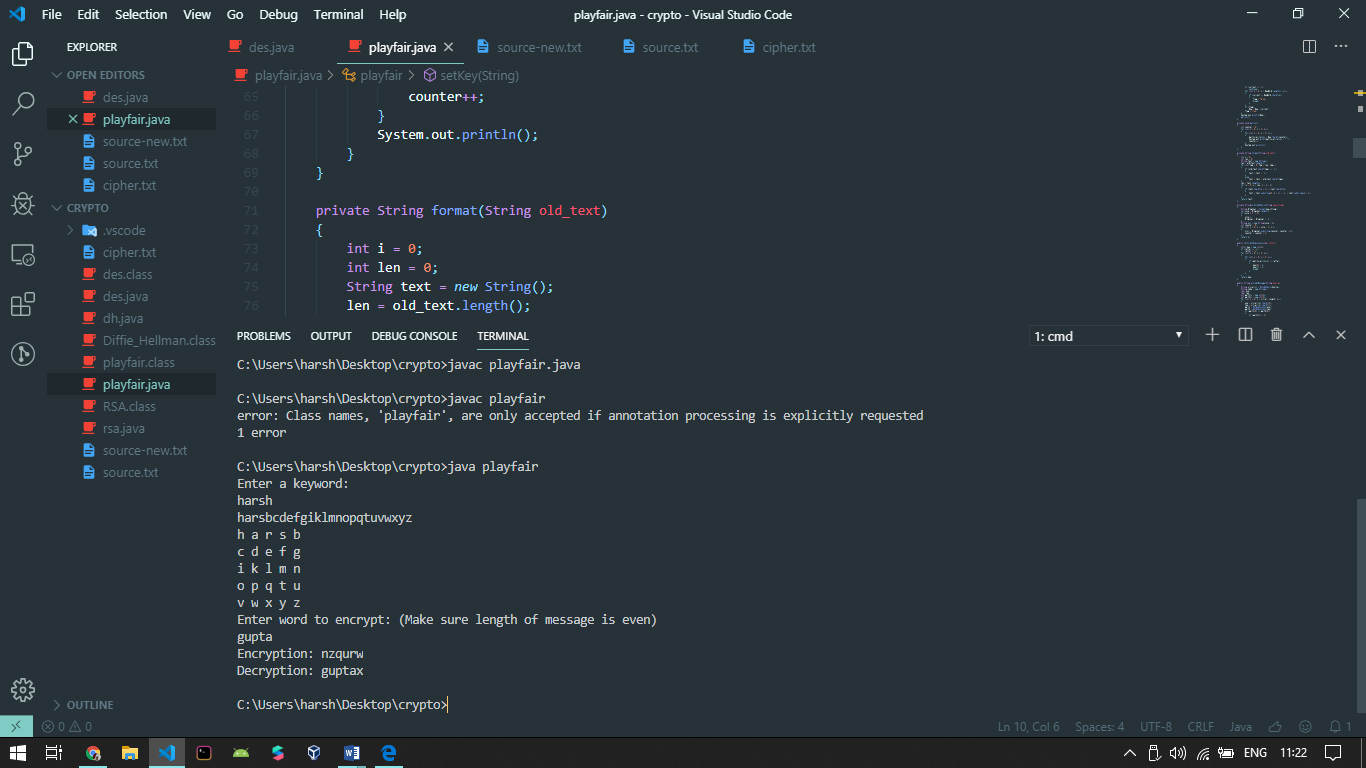 File Edit Selection View Go Debug Terminal Help
playfair.java - crypto - Visual Studio Code
EXPLORER
OPEN EDITORS
des.java
playfair.java
source-new.txt
source.txt
cipher.txt
CRYPTO
.vscode
cipher.txt
des.class
des.java
dh.java
Diffie_Hellman.class
playfair.class
playfair.java
RSA.class
rsa.java
source-new.txt
source.txt
OUTLINE
des.java playfair.java source-new.txt source.txt cipher.txt
playfair.java > playfair > setKey(String)
65 counter++;
66 }
67 System.out.println();
68 }
69 }
70
71 private String format(String old_text)
72 {
73 int i = 0;
74 int len = 0;
75 String text = new String();
76 len = old_text.length();
PROBLEMS OUTPUT DEBUG CONSOLE TERMINAL
1: cmd
C:\Users\harsh\Desktop\crypto>javac playfair.java
C:\Users\harsh\Desktop\crypto>javac playfair
error: Class names, 'playfair', are only accepted if annotation processing is explicitly requested
1 error
C:\Users\harsh\Desktop\crypto>java playfair
Enter a keyword:
harsh
harsbcdefgiklmnopqtuvwxyz
h a r s b
c d e f g
i k l m n
o p q t u
v w x y z
Enter word to encrypt: (Make sure length of message is even)
gupta
Encryption: nzqurw
Decryption: guptax
C:\Users\harsh\Desktop\crypto>
0 0
Ln 10, Col 6 Spaces: 4 UTF-8 CRLF Java 1
ENG 11:22